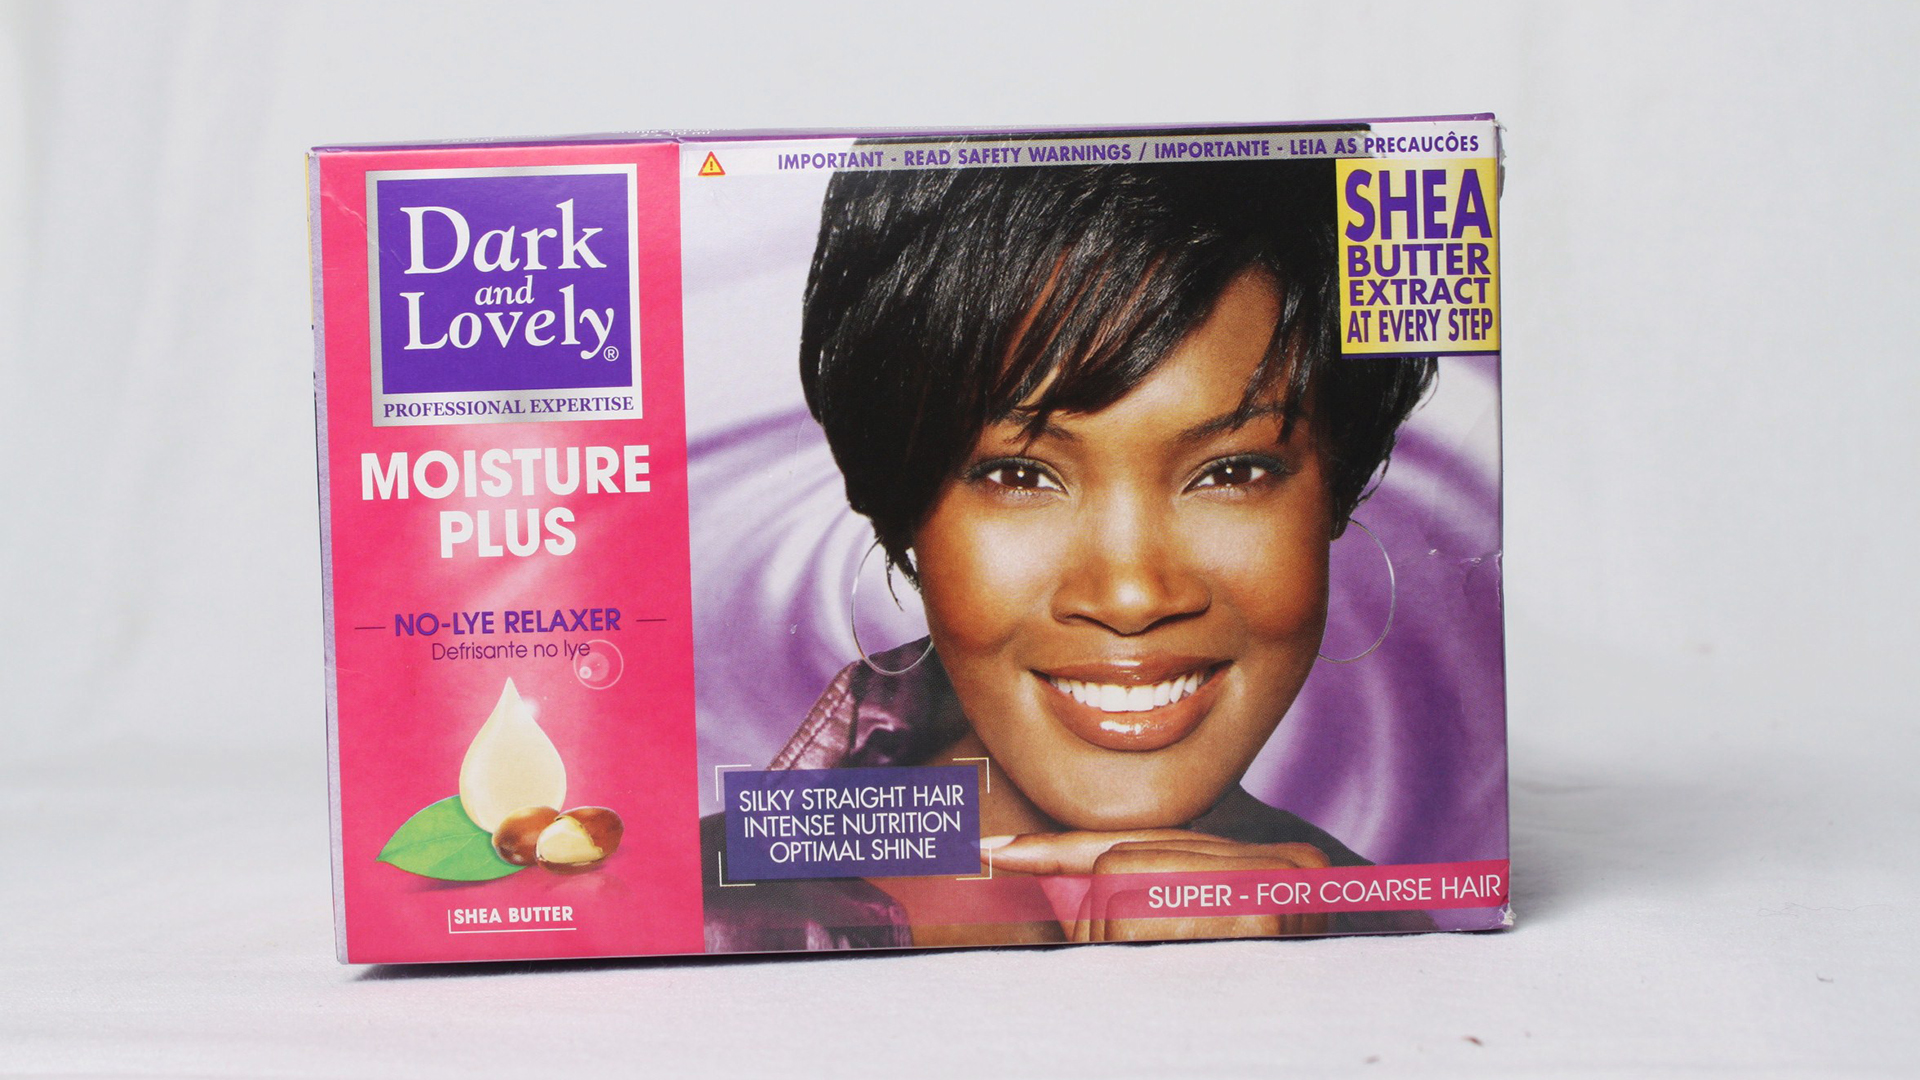 Dark
and
Lovely®
PROFESSIONAL EXPERTISE
MOISTURE
PLUS
NO-LYE RELAXER
Defrisante no lye
SHEA BUTTER
IMPORTANT - READ SAFETY WARNINGS / IMPORTANTE - LEIA AS PRECAUCÔES
SHEA
BUTTER
EXTRACT
AT EVERY STEP
SILKY STRAIGHT HAIR
INTENSE NUTRITION
OPTIMAL SHINE
SUPER - FOR COARSE HAIR